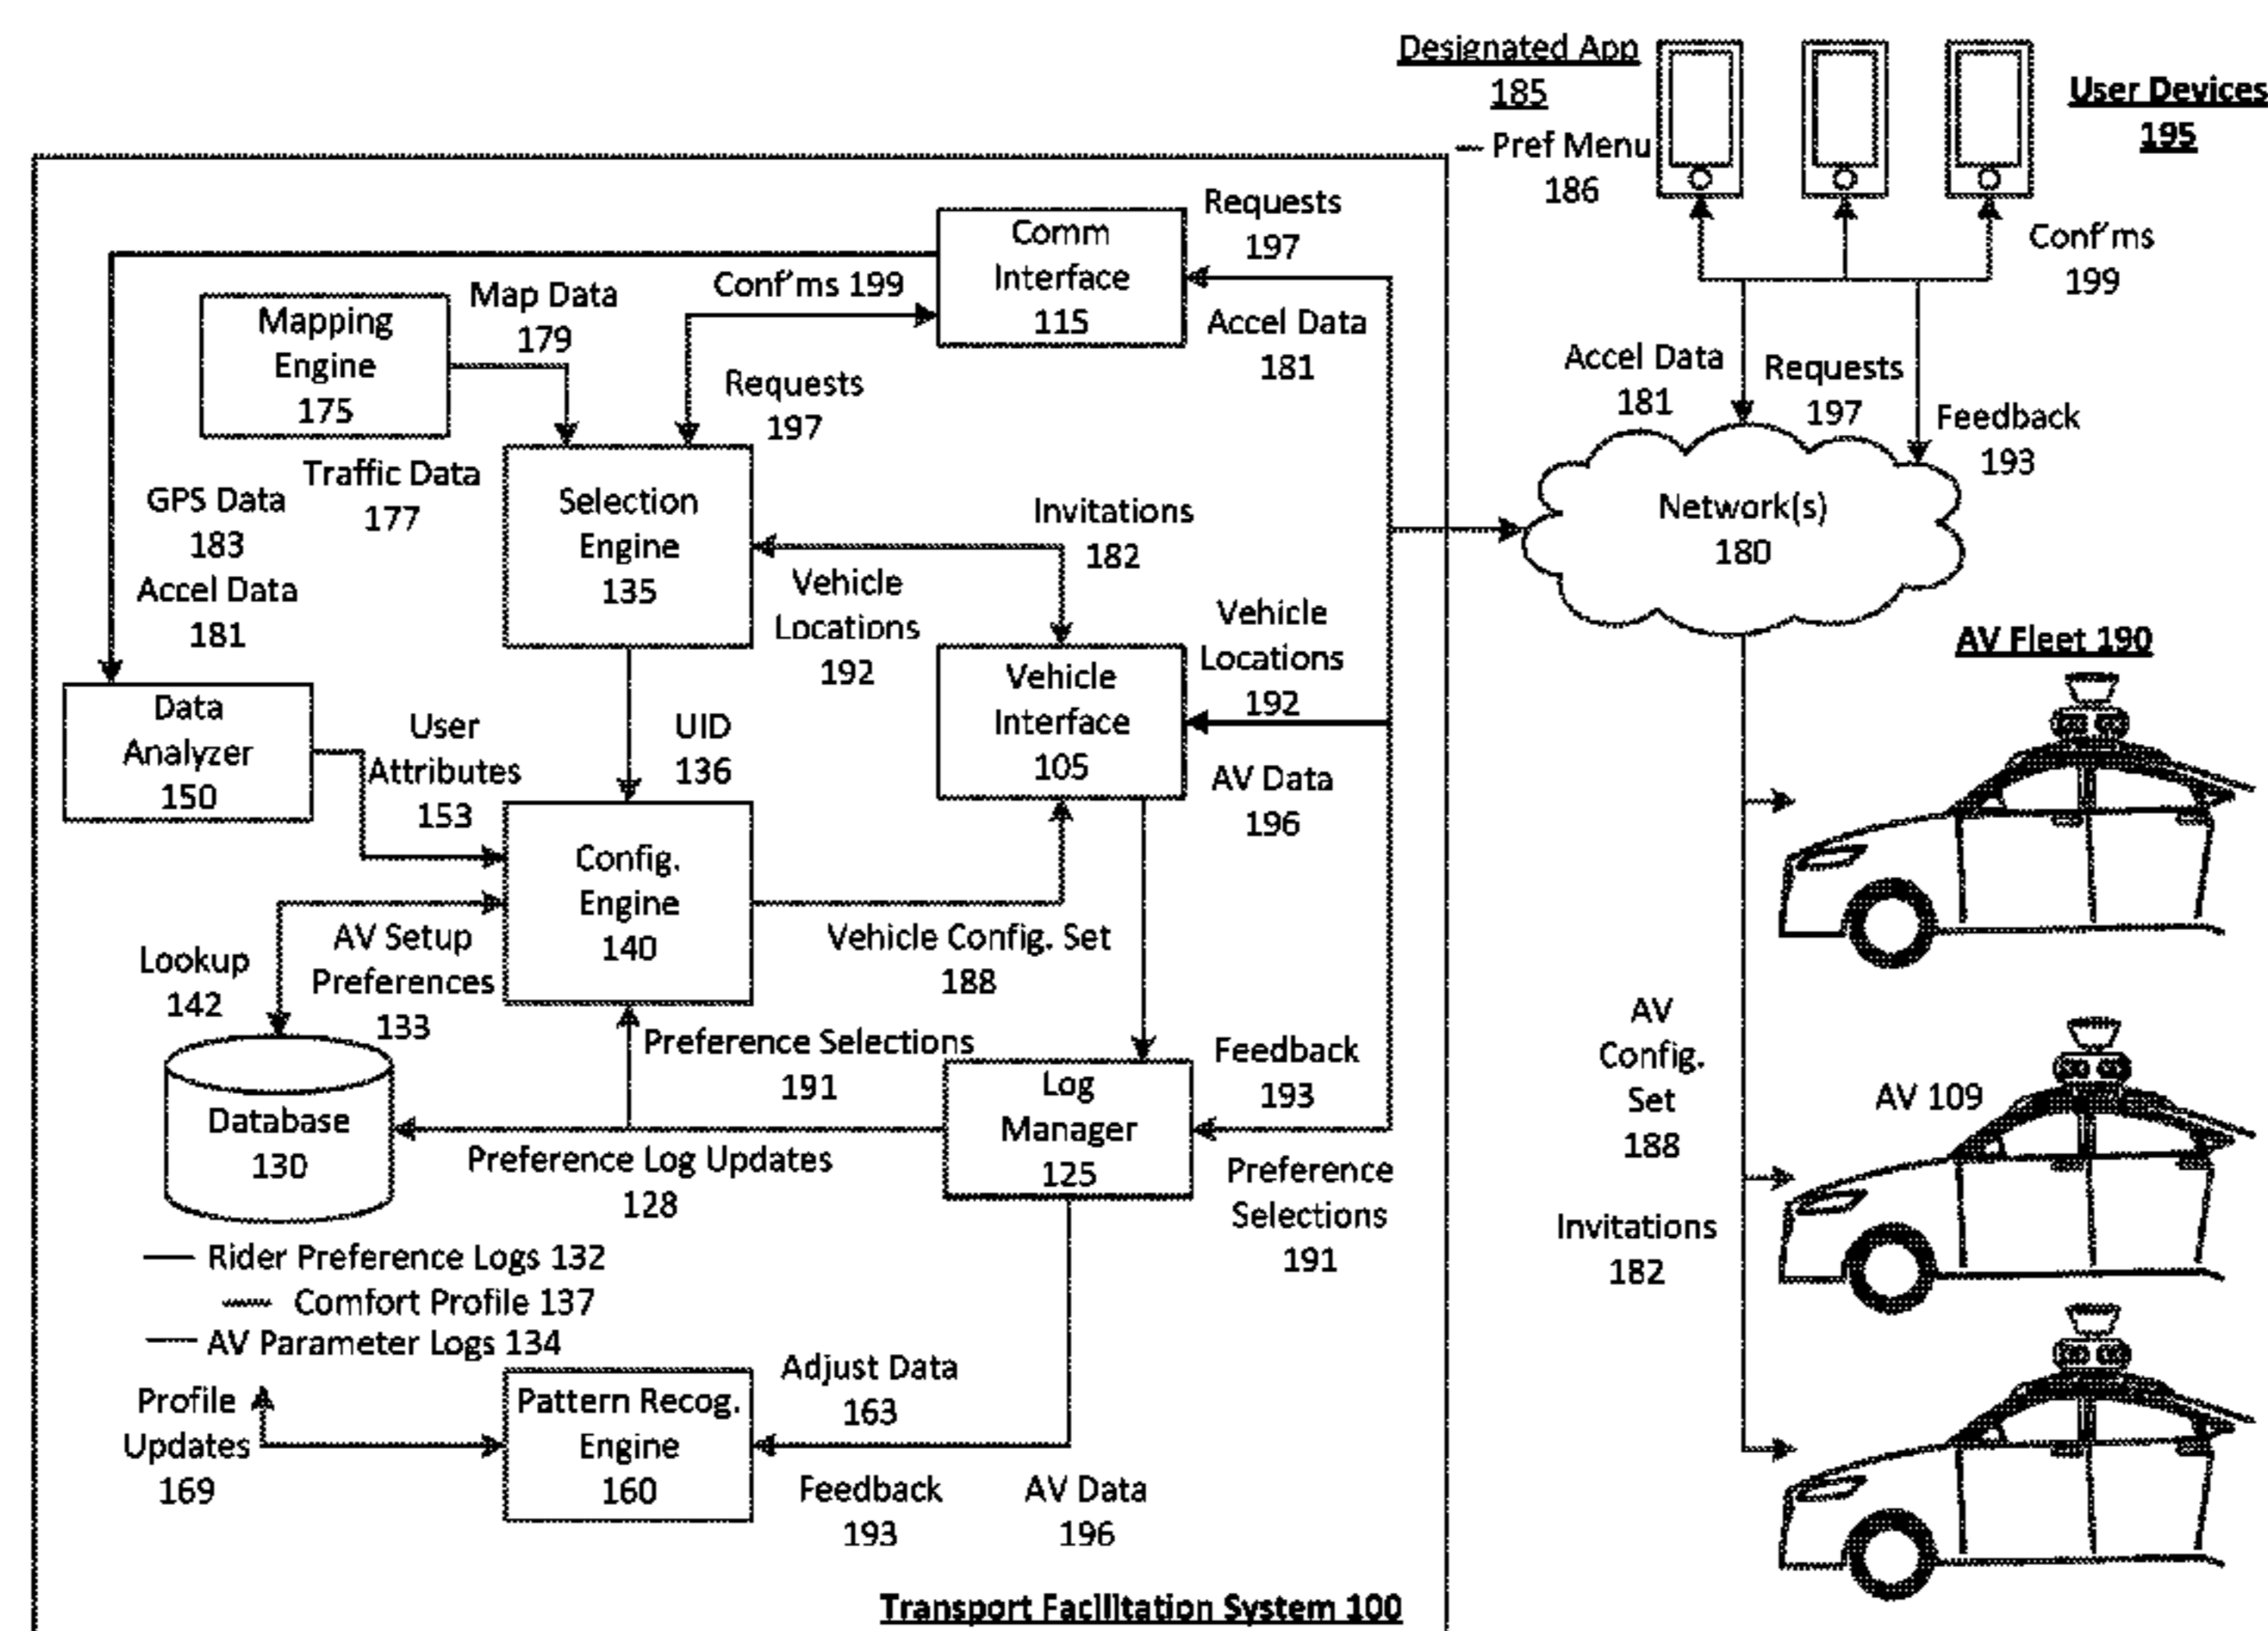 Designated App
185
— Pref Menu
186
User Devices
195
Conf'ms
199
Accel Data
181
Requests
197
Feedback
193
Network(s)
180
Comm
Interface
115
Requests
197
Accel Data
181
Conf'ms 199
Requests
197
Mapping
Engine
175
Map Data
179
Traffic Data
177
GPS Data
183
Accel Data
181
Selection
Engine
135
Invitations
182
Vehicle
Locations
192
Vehicle
Interface
105
Vehicle
Locations
192
AV Data
196
Data
Analyzer
150
User
Attributes
153
UID
136
Config.
Engine
140
Vehicle Config. Set
188
Lookup
142
AV Setup
Preferences
133
Database
130
Preference Selections
191
Preference Log Updates
128
Log
Manager
125
Feedback
193
Preference
Selections
191
— Rider Preference Logs 132
— Comfort Profile 137
— AV Parameter Logs 134
Profile
Updates
169
Pattern Recog.
Engine
160
Adjust Data
163
Feedback
193
AV Data
196
Transport Facilitation System 100
AV Fleet 190
AV
Config.
Set
188
AV 109
Invitations
182